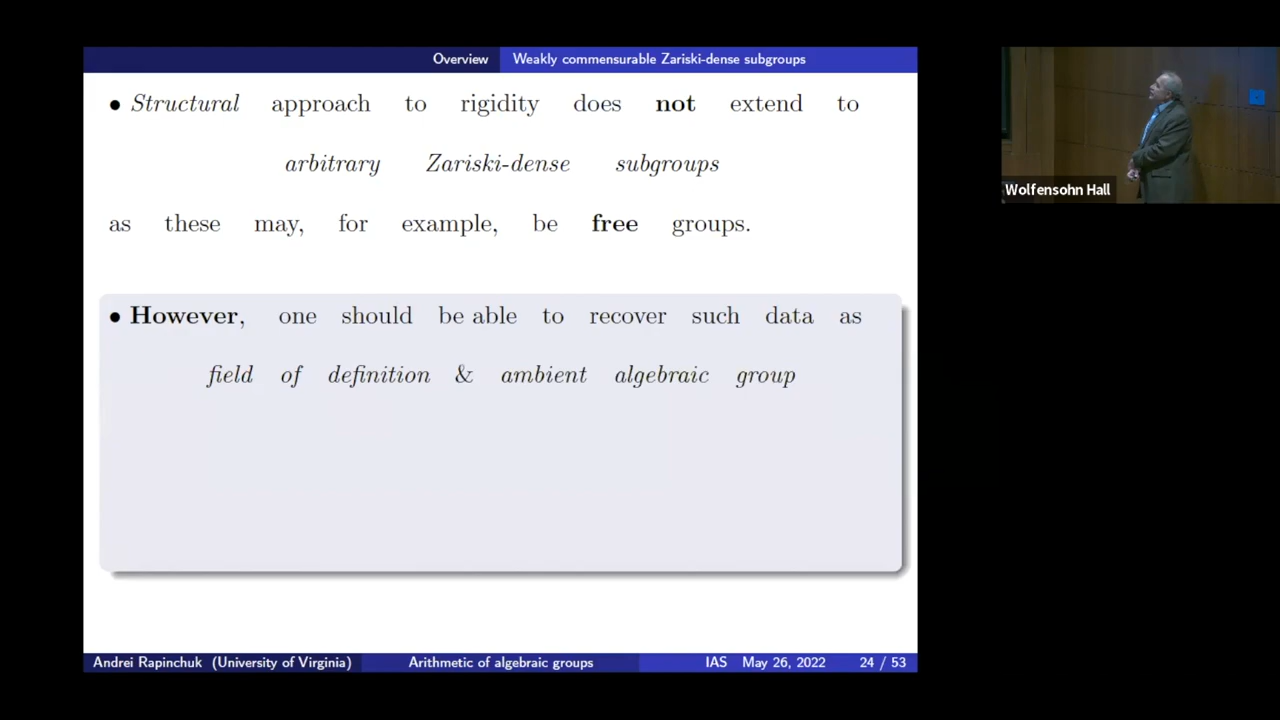 Overview Weakly commensurable Zariski-dense subgroups
• Structural approach to rigidity does not extend to
arbitrary Zariski-dense subgroups
as these may, for example, be free groups.
• However, one should be able to recover such data as
field of definition & ambient algebraic group
Andrei Rapinchuk (University of Virginia) Arithmetic of algebraic groups IAS May 26, 2022 24 / 53
Wolfensohn Hall